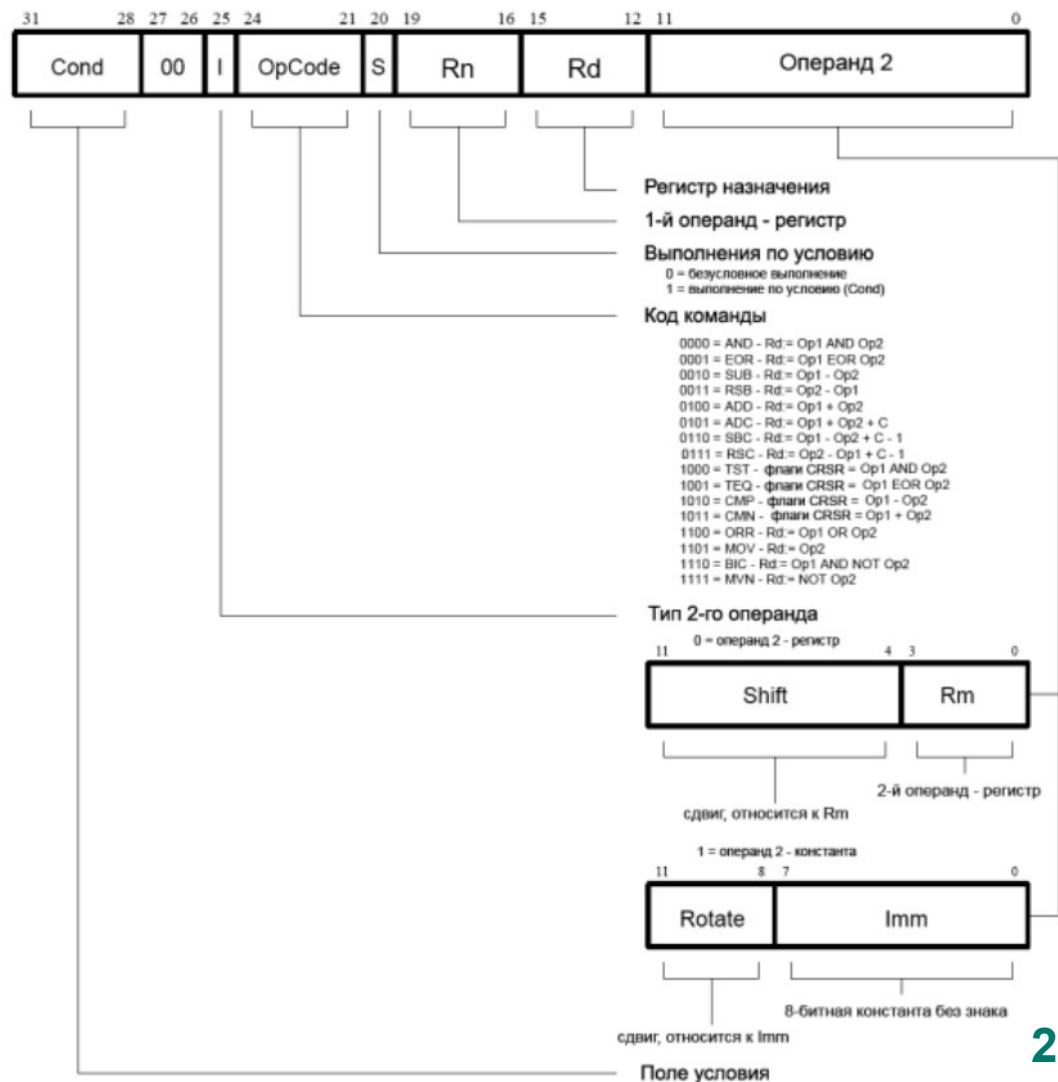 31 28 27 26 25 24 21 20 19 16 15 12 11 0
Cond 00 I OpCode S Rn Rd Операнд 2
Регистр назначения
1-й операнд - регистр
Выполнения по условию
0 = безусловное выполнение
1 = выполнение по условию (Cond)
Код команды
0000 = AND - Rd:= Op1 AND Op2
0001 = EOR - Rd:= Op1 EOR Op2
0010 = SUB - Rd:= Op1 - Op2
0011 = RSB - Rd:= Op2 - Op1
0100 = ADD - Rd:= Op1 + Op2
0101 = ADC - Rd:= Op1 + Op2 + C
0110 = SBC - Rd:= Op1 - Op2 + C - 1
0111 = RSC - Rd:= Op2 - Op1 + C - 1
1000 = TST - флаги CRSR = Op1 AND Op2
1001 = TEQ - флаги CRSR = Op1 EOR Op2
1010 = CMP - флаги CRSR = Op1 - Op2
1011 = CMN - флаги CRSR = Op1 + Op2
1100 = ORR - Rd:= Op1 OR Op2
1101 = MOV - Rd:= Op2
1110 = BIC - Rd:= Op1 AND NOT Op2
1111 = MVN - Rd:= NOT Op2
Тип 2-го операнда
0 = операнд 2 - регистр
11 4 3 0
Shift Rm
2-й операнд - регистр
сдвиг, относится к Rm
1 = операнд 2 - константа
11 8 7 0
Rotate Imm
8-битная константа без знака
сдвиг, относится к Imm
Поле условия
2